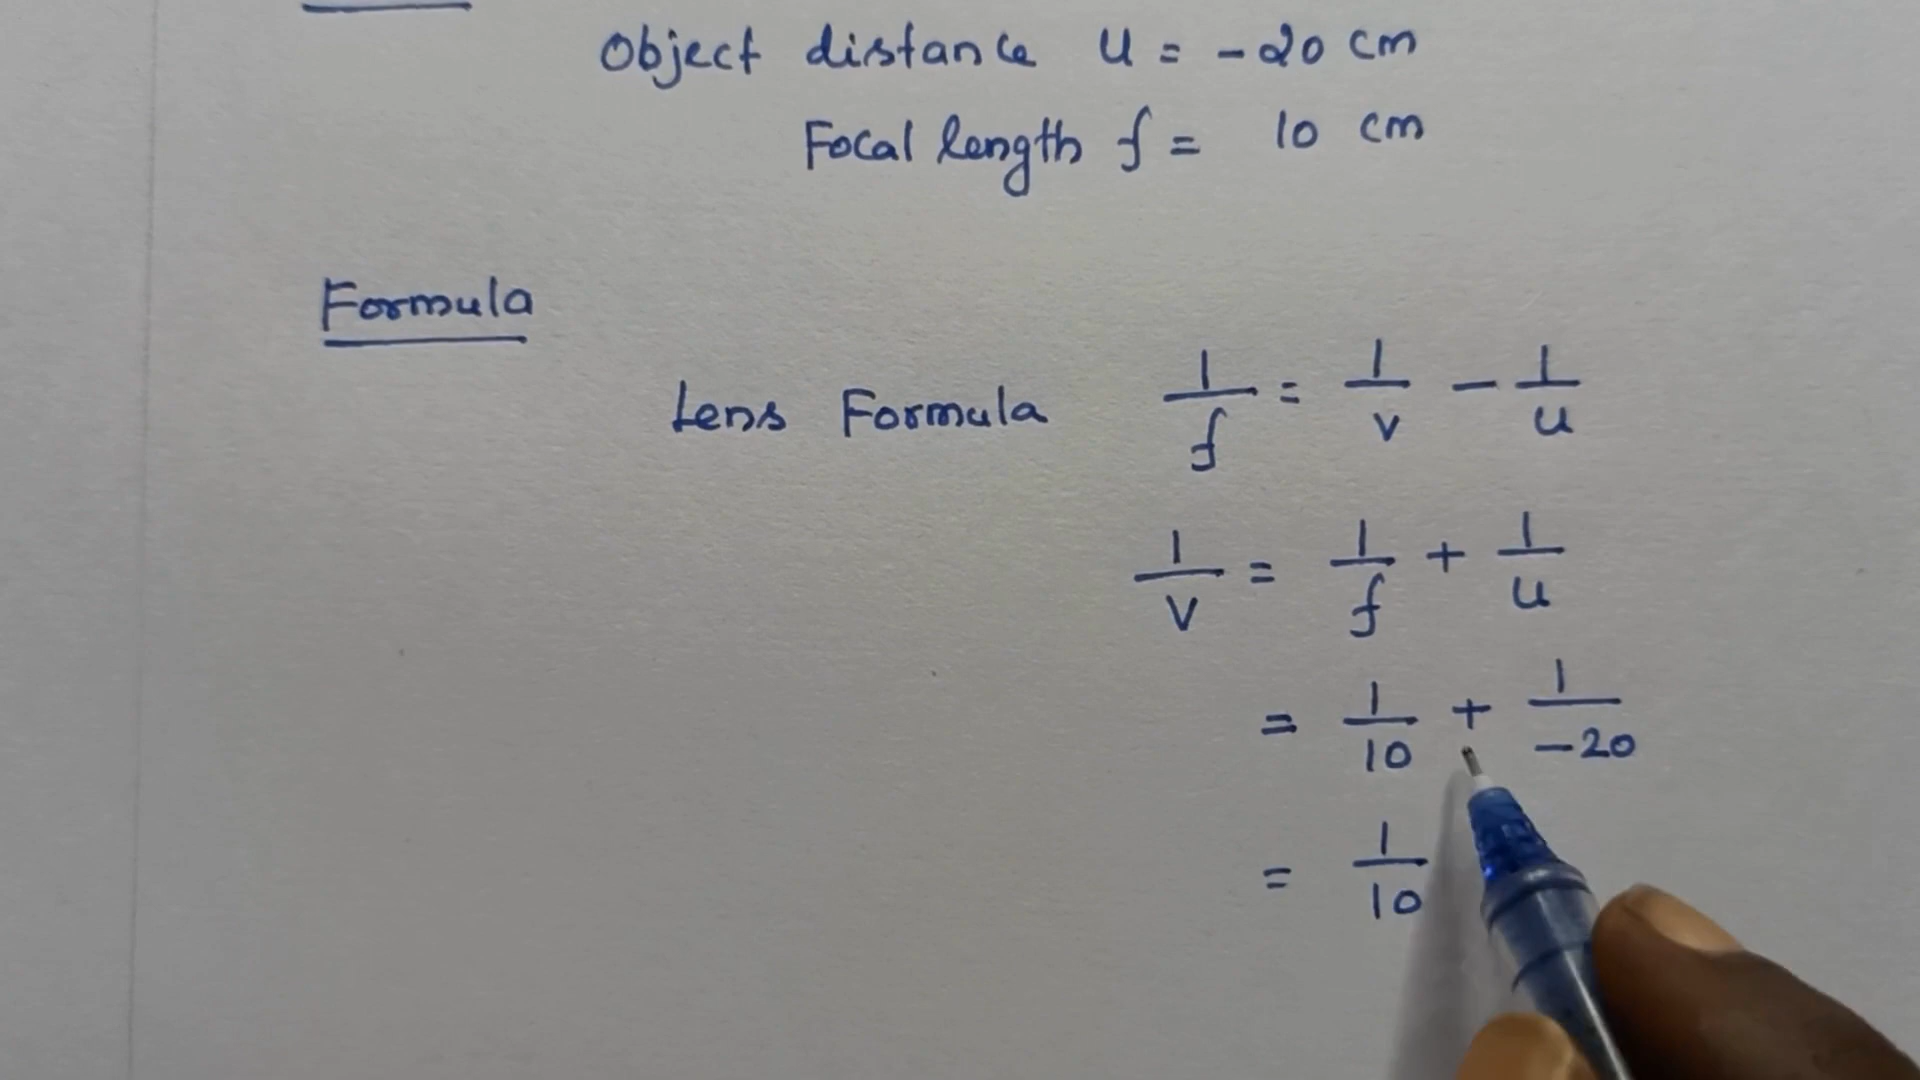 Object distance u = -20 cm
Focal length f = 10 cm
Formula
Lens Formula 1/f = 1/v - 1/u
1/v = 1/f + 1/u
= 1/10 + 1/-20
= 1/10